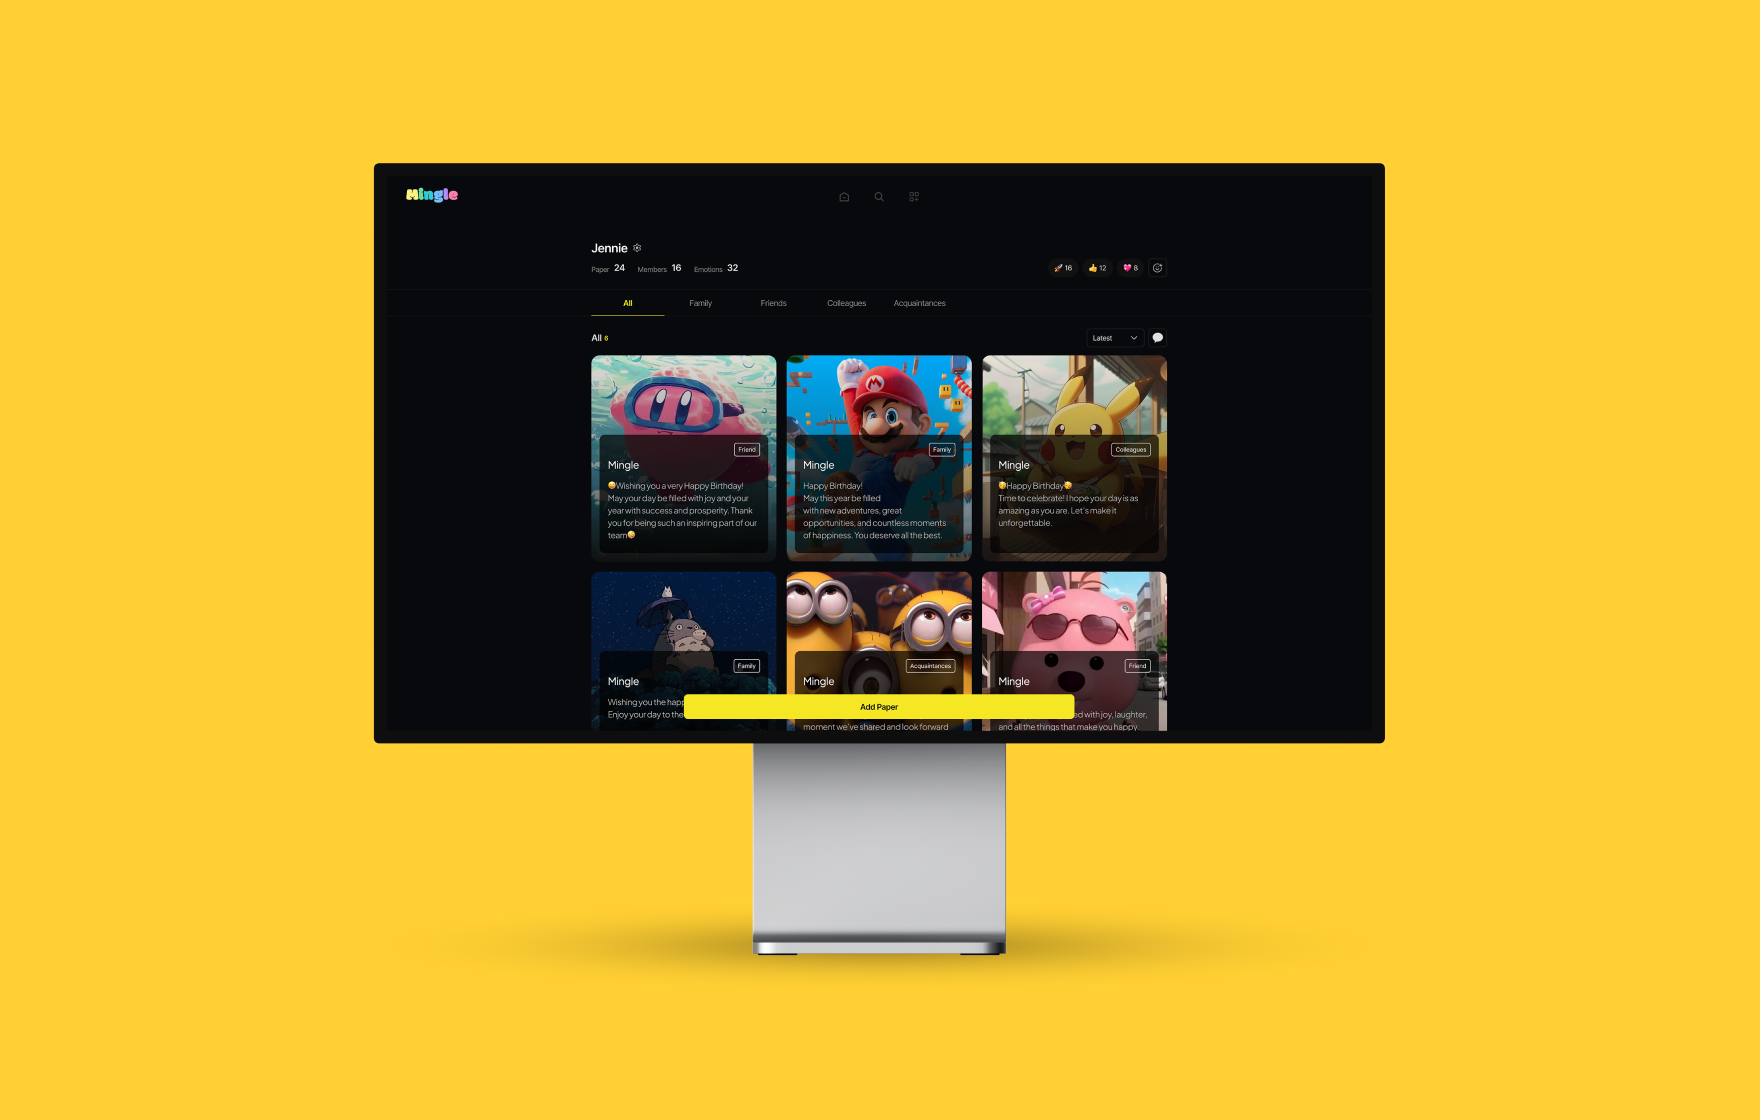 Mingle
Jennie
Paper 24 Members 16 Emotions 32
🚀 16 👍 12 💖 8
All Family Friends Colleagues Acquaintances
All
Latest
Friend
Mingle
😄Wishing you a very Happy Birthday!
May your day be filled with joy and your
year with success and prosperity. Thank
you for being such an inspiring part of our
team😄
M
Family
Mingle
Happy Birthday!
May this year be filled
with new adventures, great
opportunities, and countless moments
of happiness. You deserve all the best.
Colleagues
Mingle
🥳Happy Birthday🥳
Time to celebrate! I hope your day is as
amazing as you are. Let's make it
unforgettable.
Family
Mingle
Wishing you the happ
Enjoy your day to the
Acquaintances
Mingle
moment we've shared and look forward
Friend
Mingle
ed with joy, laughter,
and all the things that make you happy.
Add Paper